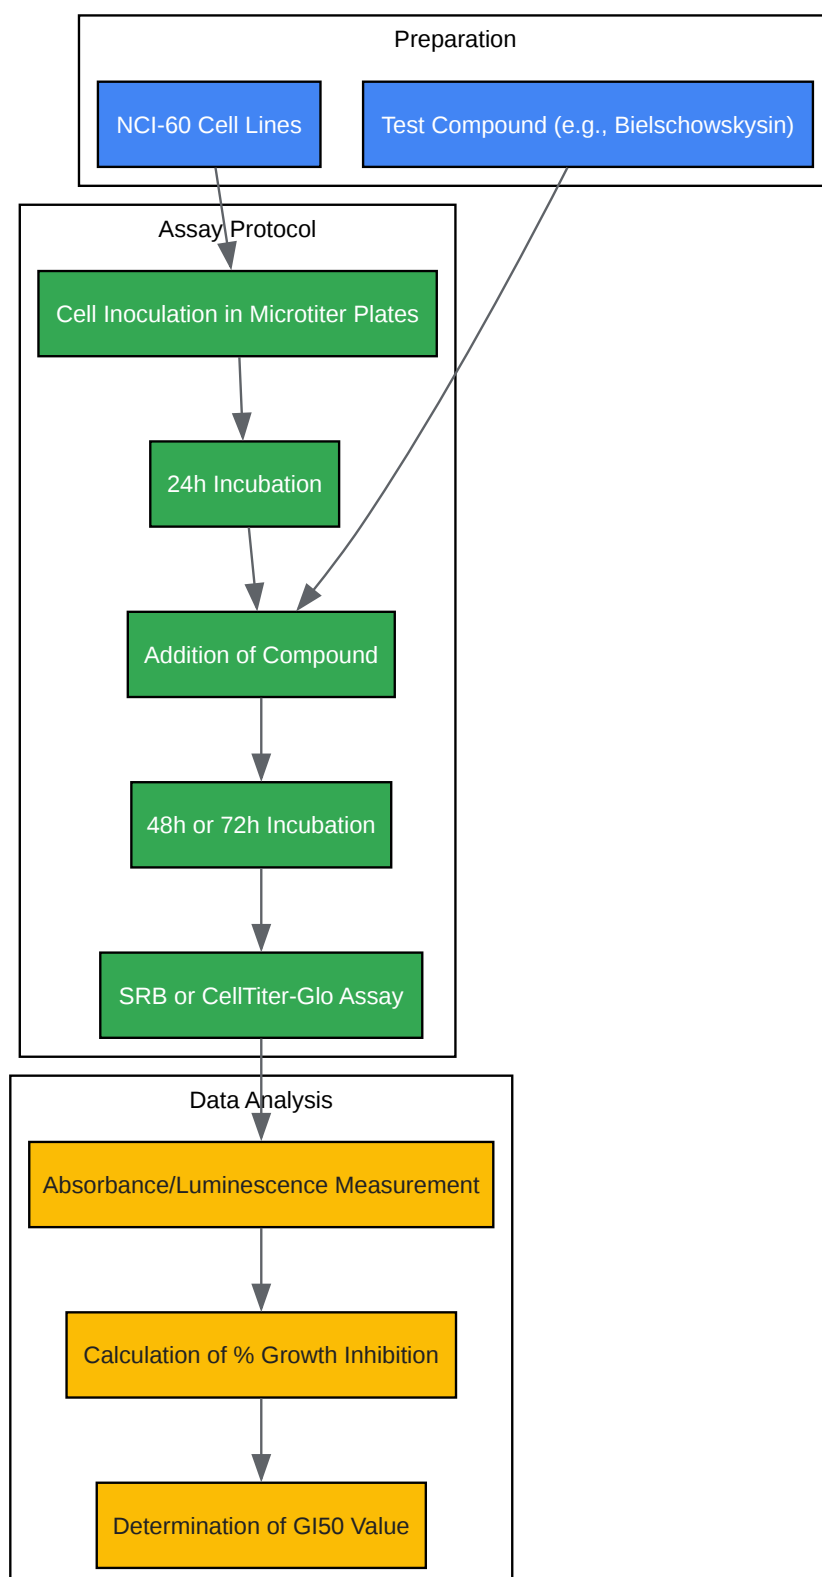 Preparation
NCI-60 Cell Lines
Test Compound (e.g., Bielschowskysin)
Assay Protocol
Cell Inoculation in Microtiter Plates
24h Incubation
Addition of Compound
48h or 72h Incubation
SRB or CellTiter-Glo Assay
Data Analysis
Absorbance/Luminescence Measurement
Calculation of % Growth Inhibition
Determination of GI50 Value